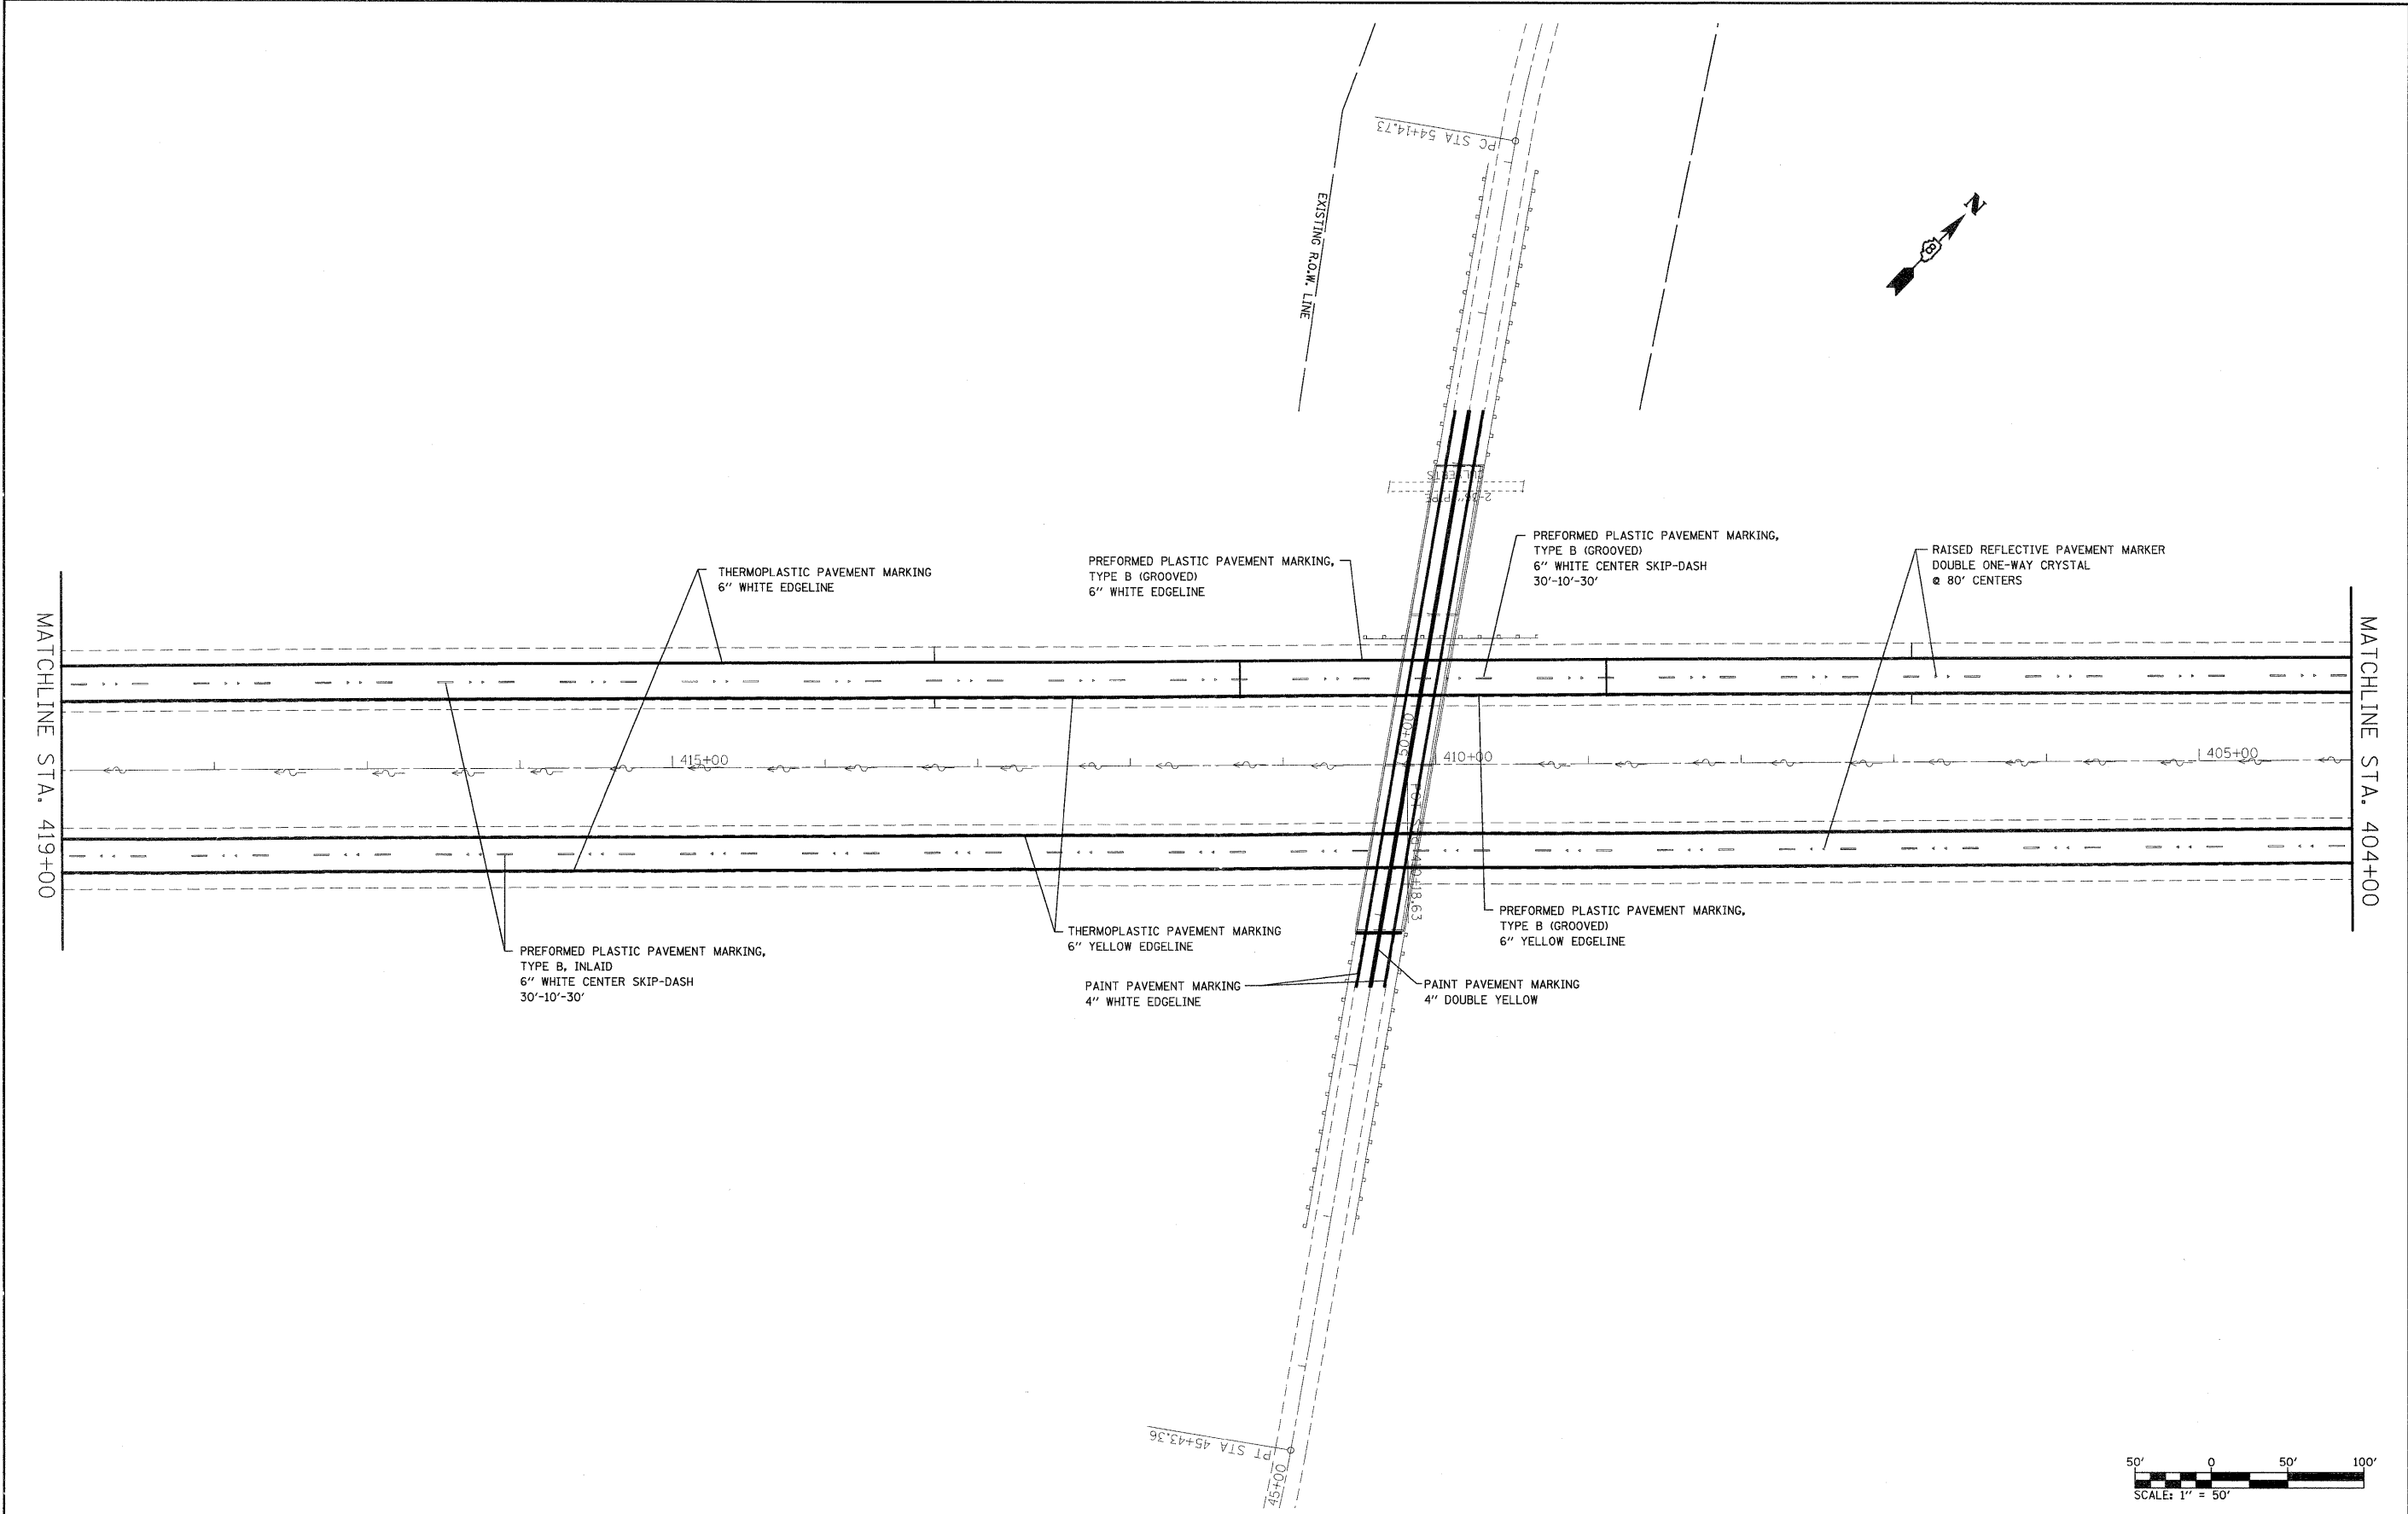 PC STA 54+14.73
EXISTING R.O.W. LINE
N
2-36" PIPE
CULVERTS
THERMOPLASTIC PAVEMENT MARKING
6" WHITE EDGELINE
PREFORMED PLASTIC PAVEMENT MARKING,
TYPE B (GROOVED)
6" WHITE EDGELINE
PREFORMED PLASTIC PAVEMENT MARKING,
TYPE B (GROOVED)
6" WHITE CENTER SKIP-DASH
30'-10'-30'
RAISED REFLECTIVE PAVEMENT MARKER
DOUBLE ONE-WAY CRYSTAL
@ 80' CENTERS
MATCHLINE STA. 419+00
MATCHLINE STA. 404+00
415+00
50+00
410+00
405+00
PREFORMED PLASTIC PAVEMENT MARKING,
TYPE B, INLAID
6" WHITE CENTER SKIP-DASH
30'-10'-30'
THERMOPLASTIC PAVEMENT MARKING
6" YELLOW EDGELINE
PREFORMED PLASTIC PAVEMENT MARKING,
TYPE B (GROOVED)
6" YELLOW EDGELINE
PAINT PAVEMENT MARKING
4" WHITE EDGELINE
PAINT PAVEMENT MARKING
4" DOUBLE YELLOW
PT STA 45+43.36
45+00
50' 0 50' 100'
SCALE: 1" = 50'